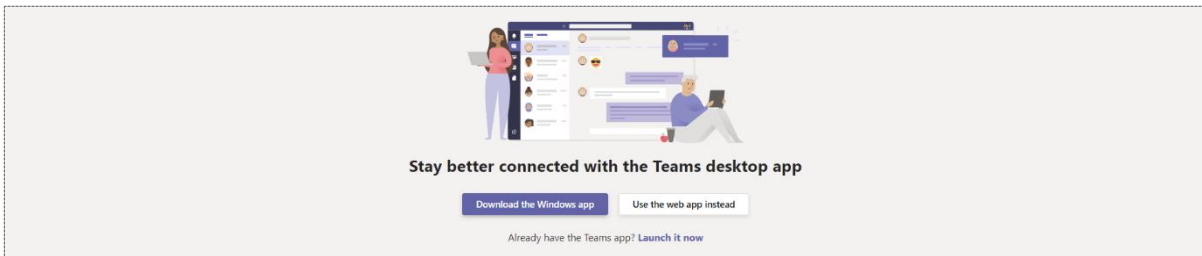 Stay better connected with the Teams desktop app
Download the Windows app
Use the web app instead
Already have the Teams app? Launch it now